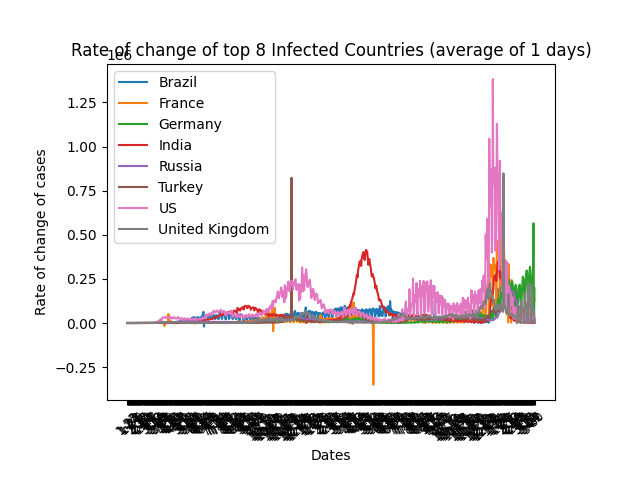 Rate of change of top 8 Infected Countries (average of 1 days)
1e6
Brazil
France
Germany
India
Russia
Turkey
US
United Kingdom
1.25
1.00
0.75
0.50
0.25
0.00
−0.25
Rate of change of cases
Dates